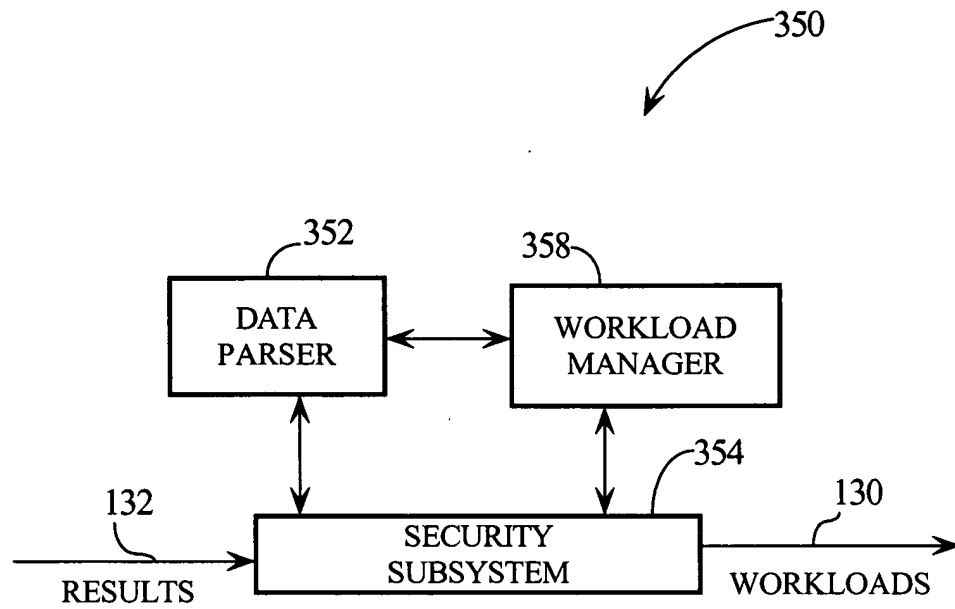 350
352
358
DATA
PARSER
WORKLOAD
MANAGER
354
132
130
SECURITY
SUBSYSTEM
RESULTS
WORKLOADS